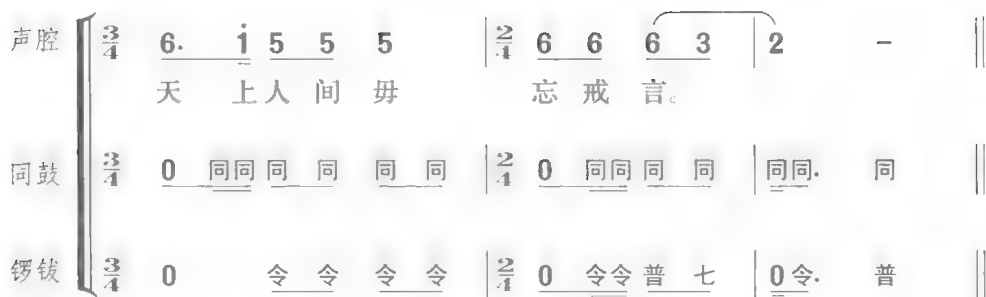 声腔 3/4 6. i 5 5 5 | 2/4 6 6 6 3 | 2 - ‖
天 上 人 间 毋 忘 戒 言。
同鼓 3/4 0 同同 同 同 同 同 | 2/4 0 同同 同 同 | 同同. 同 ‖
锣钹 3/4 0 令 令 令 令 | 2/4 0 令令 普 七 | 0 令. 普 ‖